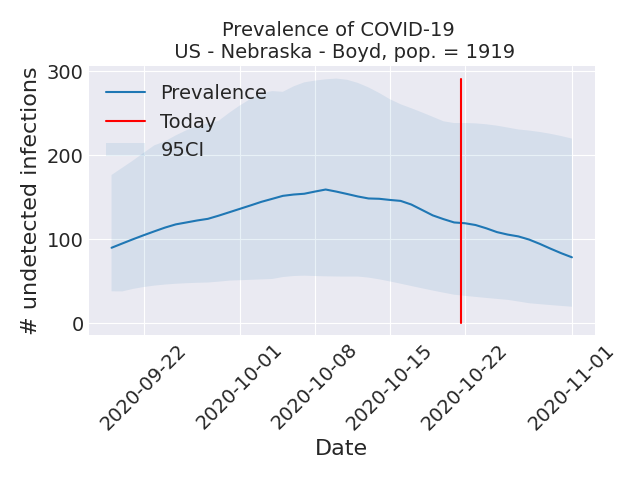 Prevalence of COVID-19
US - Nebraska - Boyd, pop. = 1919
# undetected infections
300
200
100
0
Prevalence
Today
95CI
2020-09-22
2020-10-01
2020-10-08
2020-10-15
2020-10-22
2020-11-01
Date